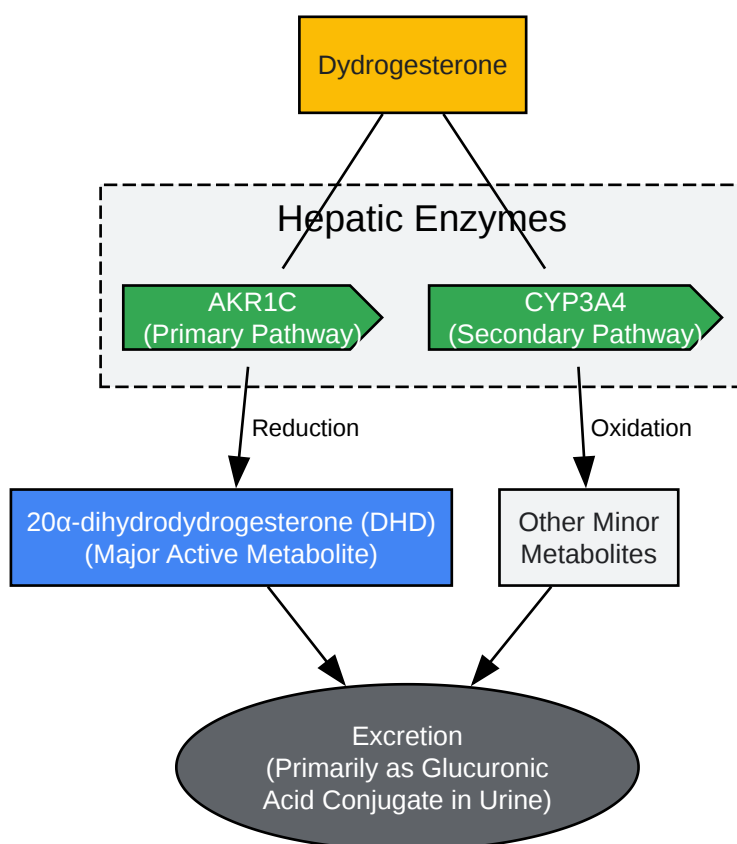 Dydrogesterone
Hepatic Enzymes
AKR1C
(Primary Pathway)
CYP3A4
(Secondary Pathway)
Reduction
Oxidation
20α-dihydrodydrogesterone (DHD)
(Major Active Metabolite)
Other Minor
Metabolites
Excretion
(Primarily as Glucuronic
Acid Conjugate in Urine)